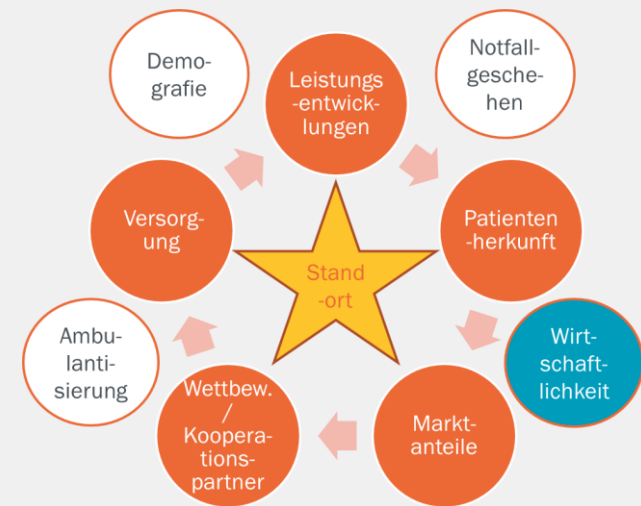 Demo-
grafie
Leistungs
-entwick-
lungen
Notfall-
gesche-
hen
Versorg-
ung
Patienten
-herkunft
Stand
-ort
Ambu-
lanti-
sierung
Wirt-
schaft-
lichkeit
Wettbew.
/
Koopera-
tions-
partner
Markt-
anteile